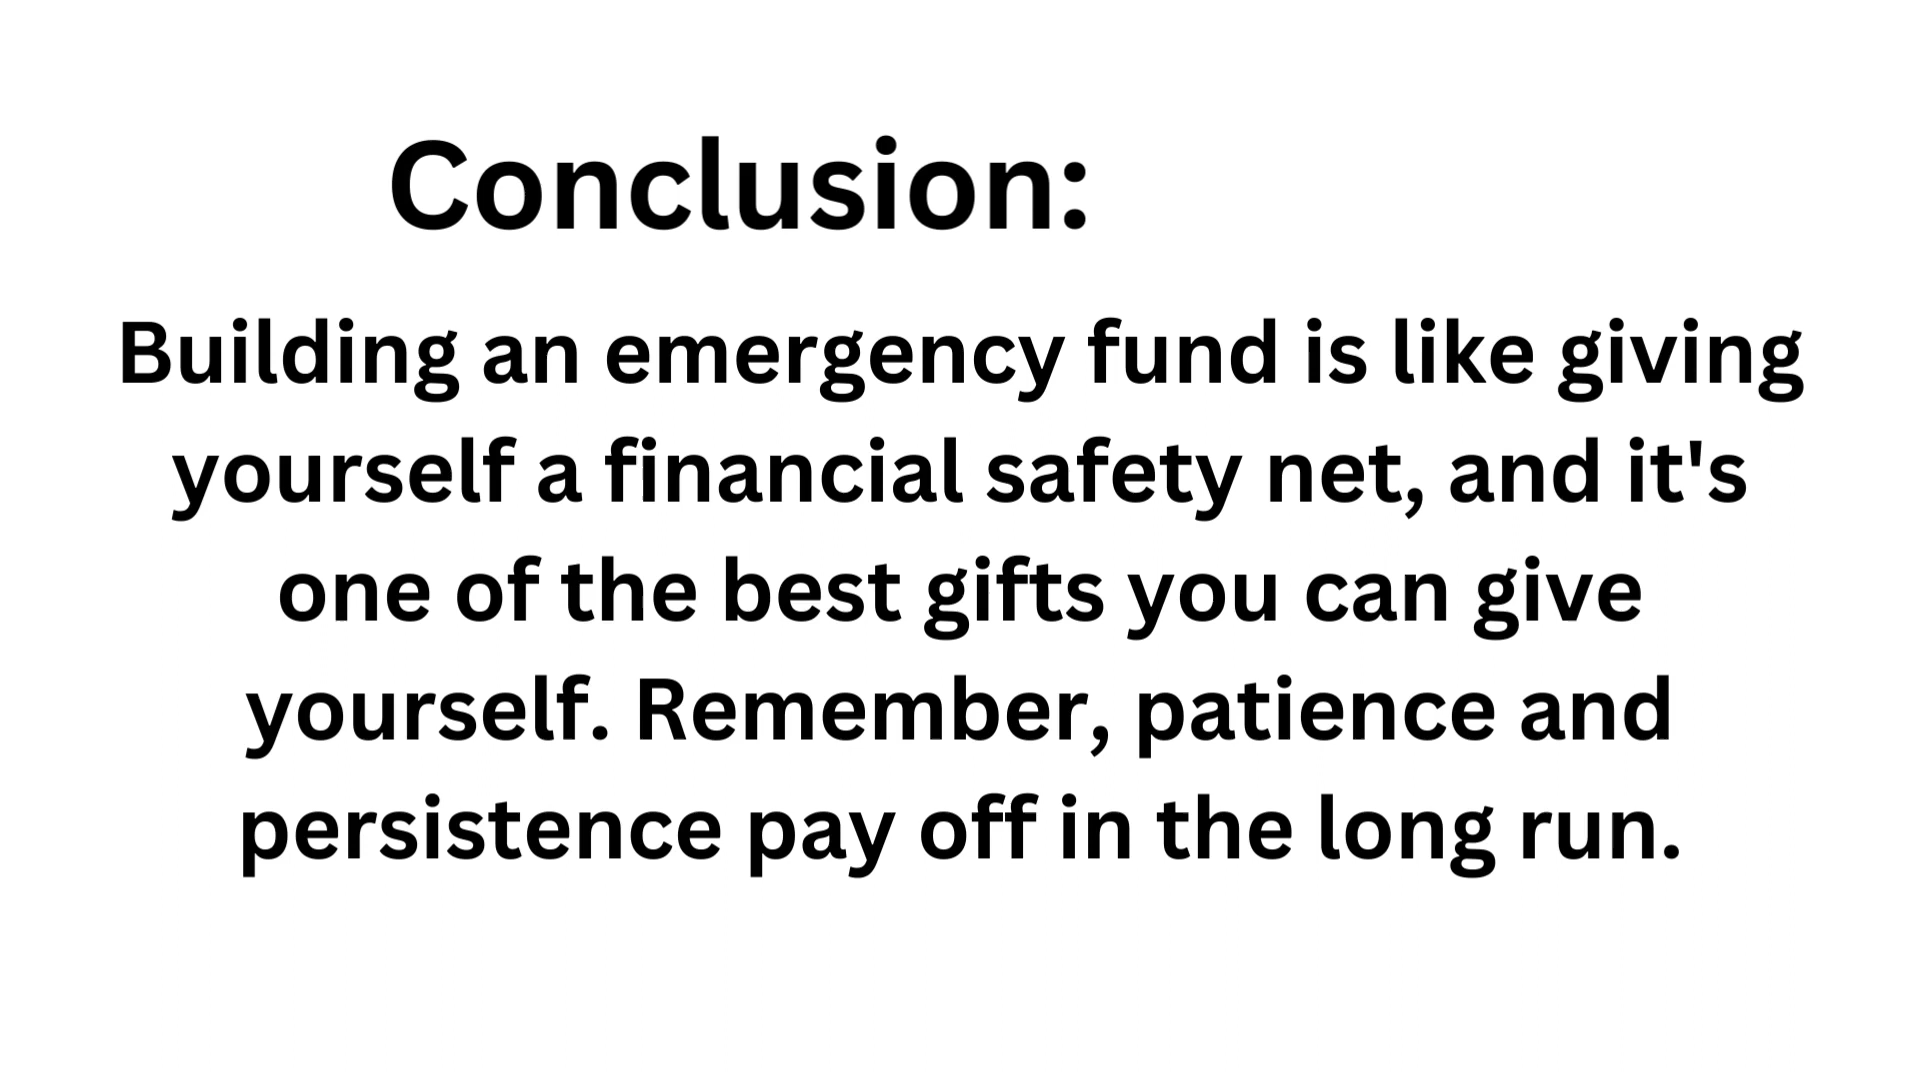 Conclusion:
Building an emergency fund is like giving
yourself a financial safety net, and it's
one of the best gifts you can give
yourself. Remember, patience and
persistence pay off in the long run.